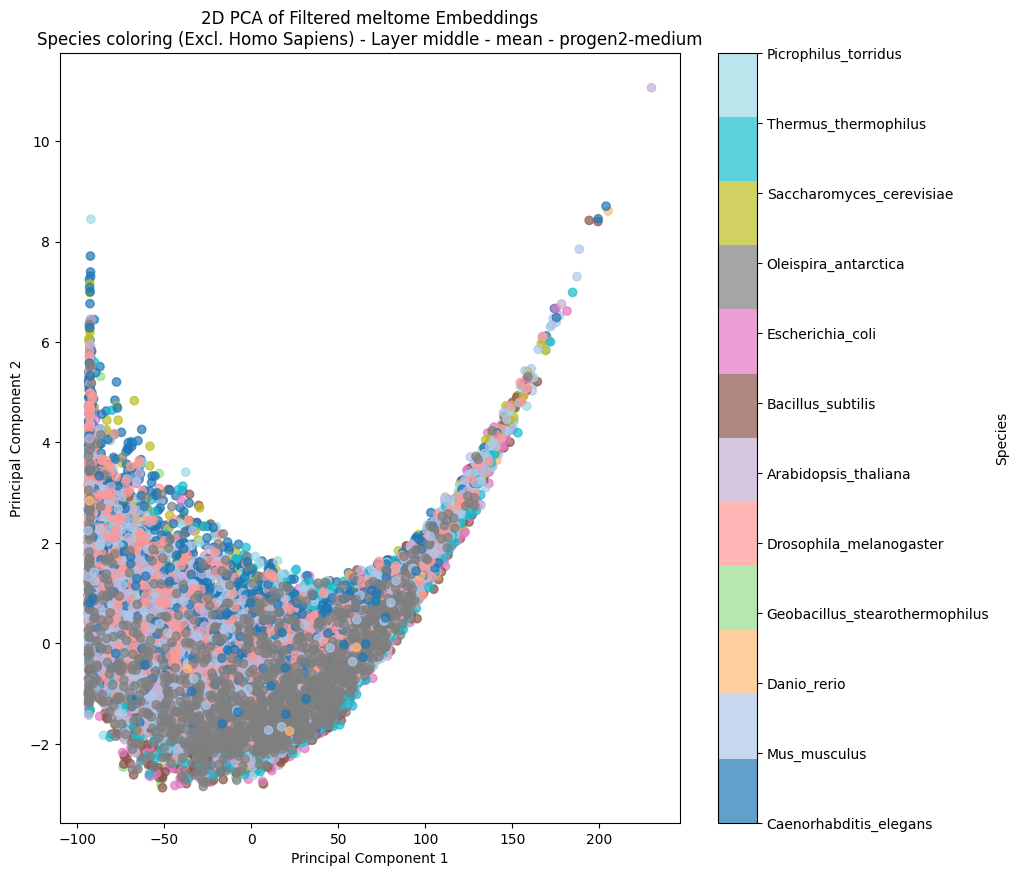 2D PCA of Filtered meltome Embeddings
Species coloring (Excl. Homo Sapiens) - Layer middle - mean - progen2-medium
Principal Component 2
10
8
6
4
2
0
−2
−100
−50
0
50
100
150
200
Principal Component 1
Picrophilus_torridus
Thermus_thermophilus
Saccharomyces_cerevisiae
Oleispira_antarctica
Escherichia_coli
Bacillus_subtilis
Arabidopsis_thaliana
Drosophila_melanogaster
Geobacillus_stearothermophilus
Danio_rerio
Mus_musculus
Caenorhabditis_elegans
Species